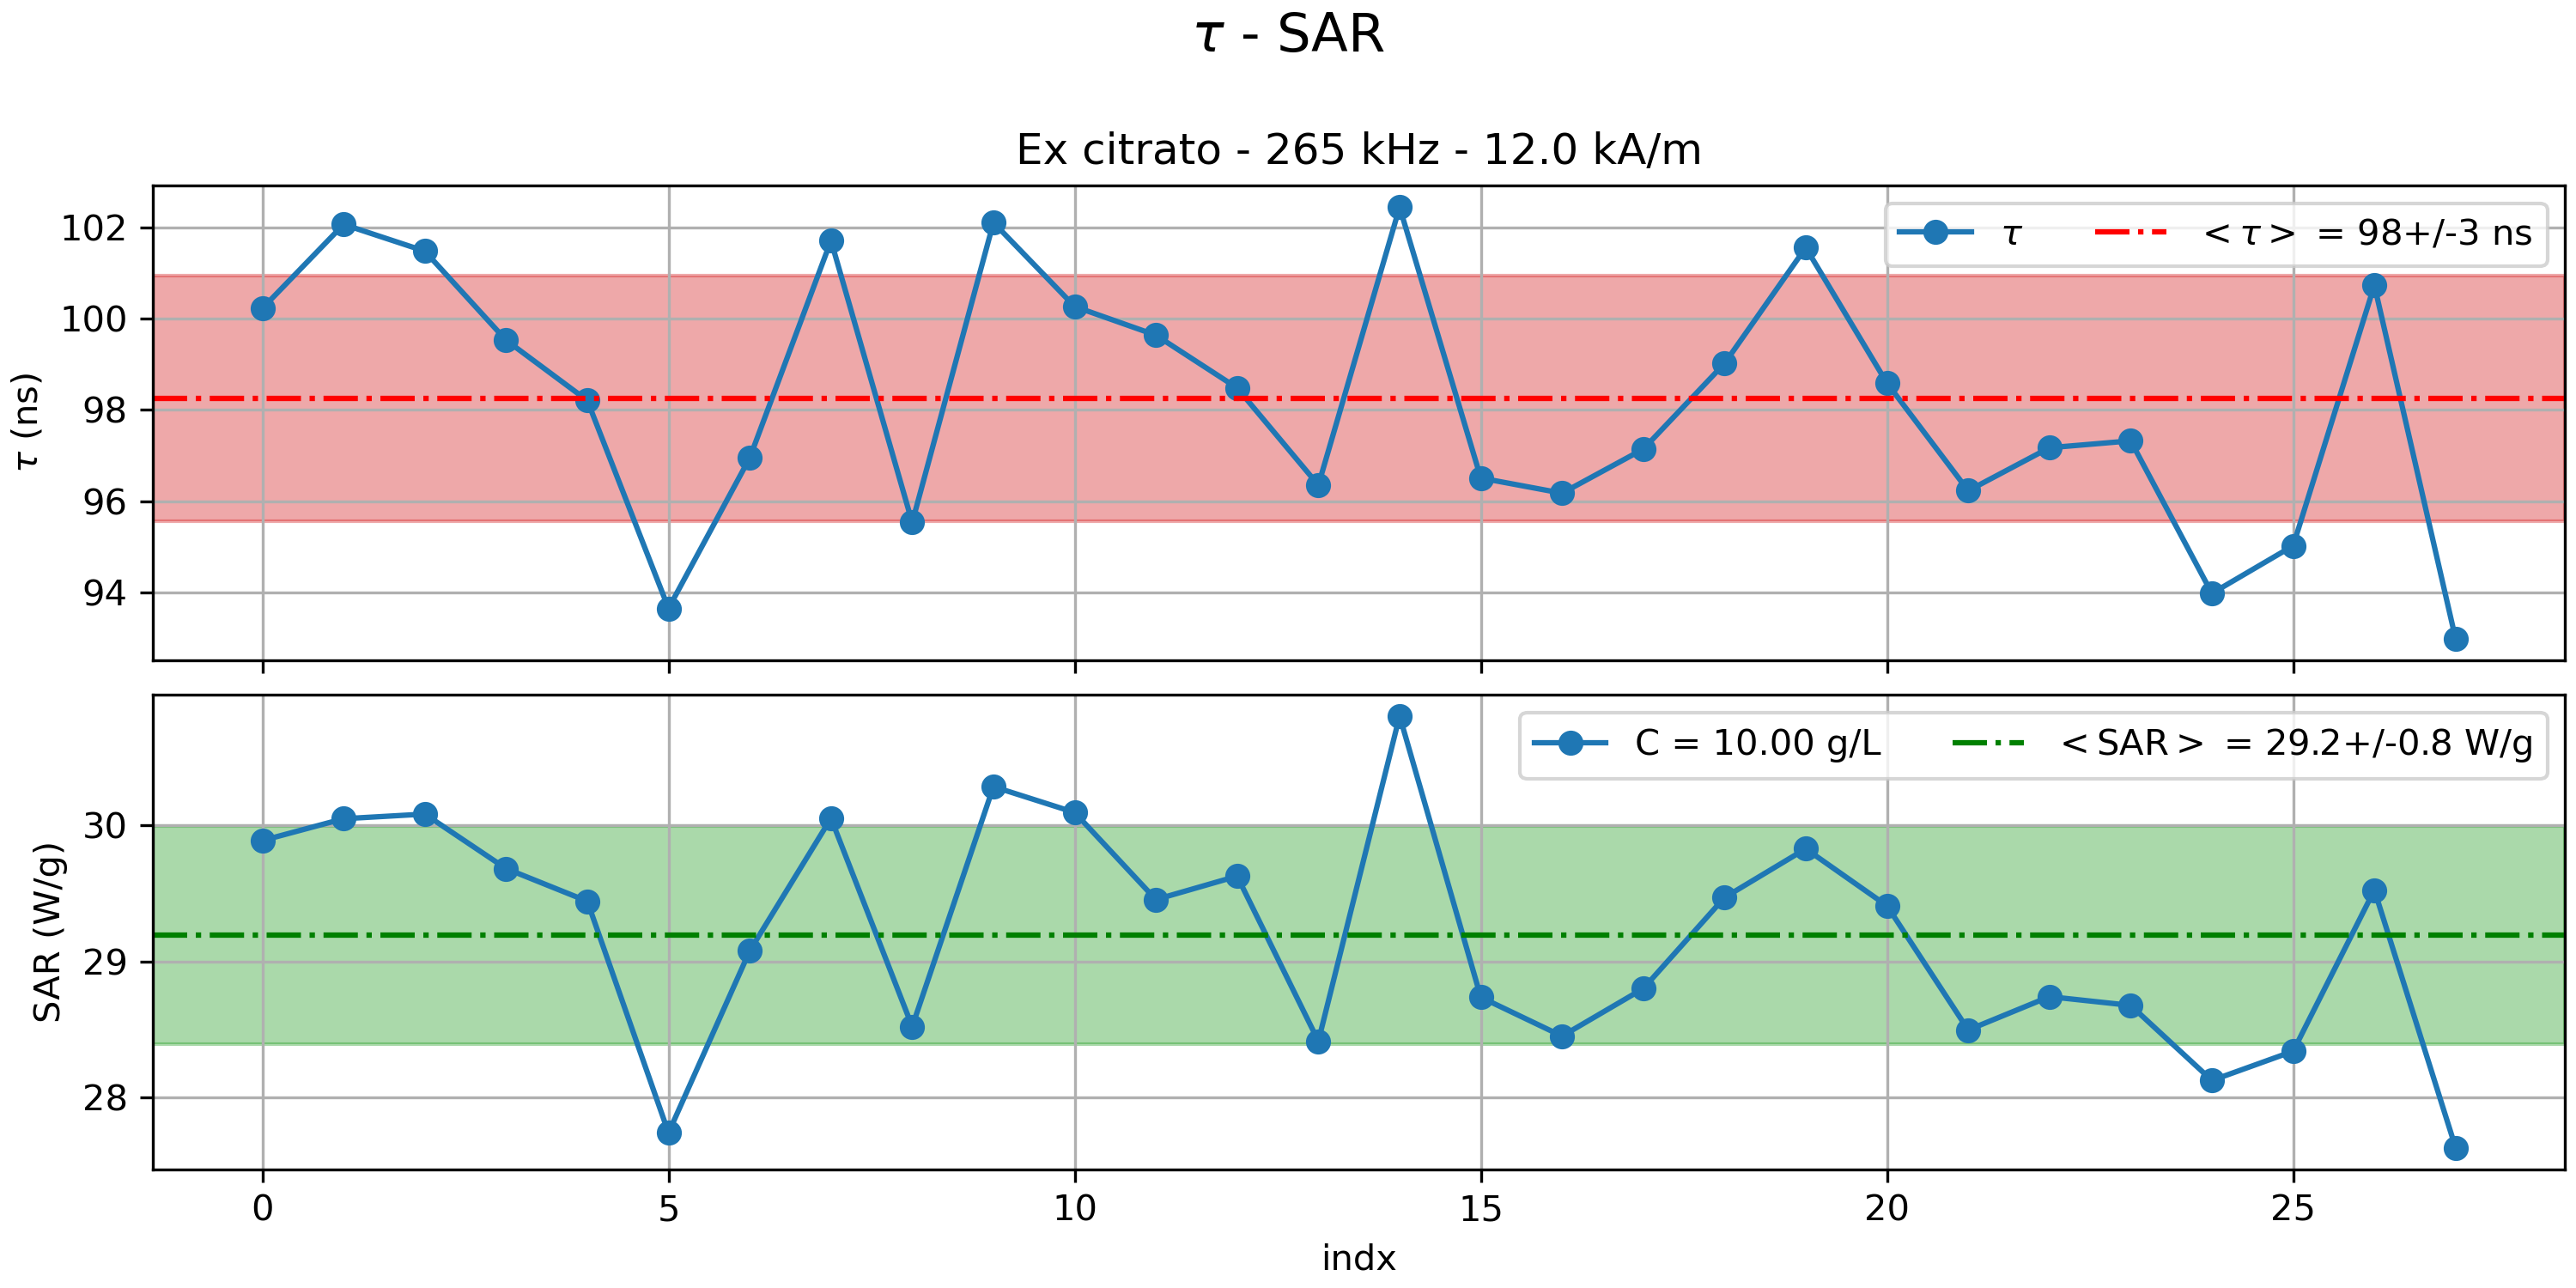 τ - SAR
Ex citrato - 265 kHz - 12.0 kA/m
102
100
98
96
94
τ (ns)
τ
<τ> = 98+/-3 ns
30
29
28
SAR (W/g)
C = 10.00 g/L
<SAR> = 29.2+/-0.8 W/g
0 5 10 15 20 25
indx